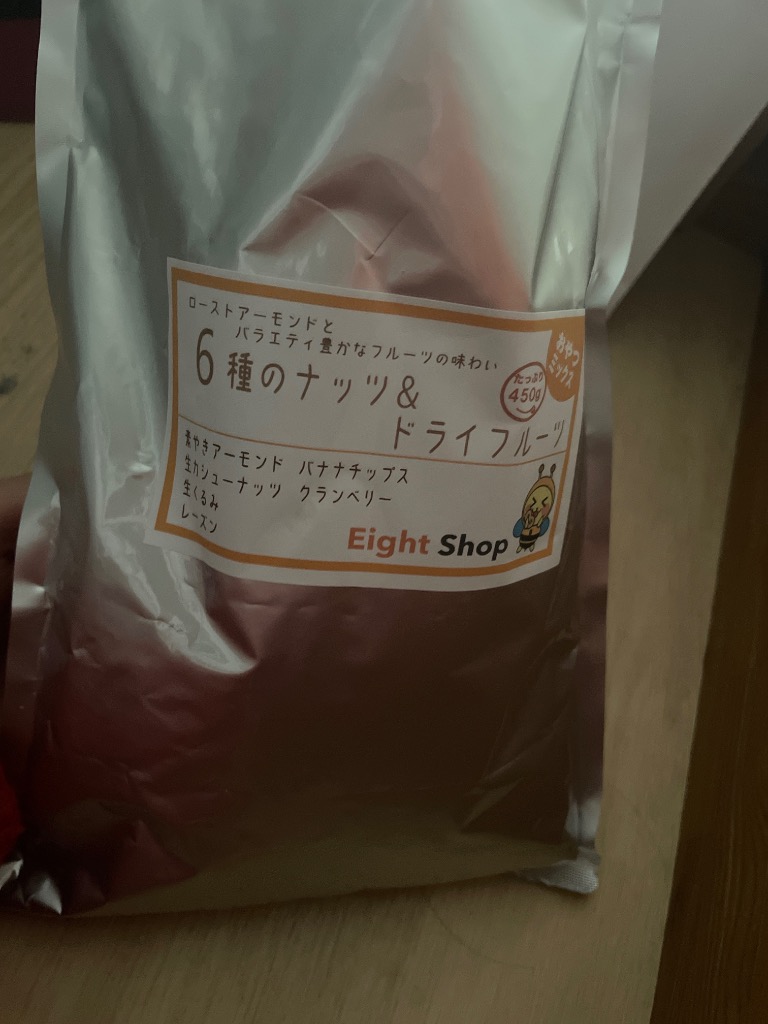 ローストアーモンドと
バラエティ豊かなフルーツの味わい
6種のナッツ&
ドライフルーツ
たっぷり
450g
おやつ
ミックス
素やきアーモンド バナナチップス
生カシューナッツ クランベリー
生くるみ
レーズン
Eight Shop